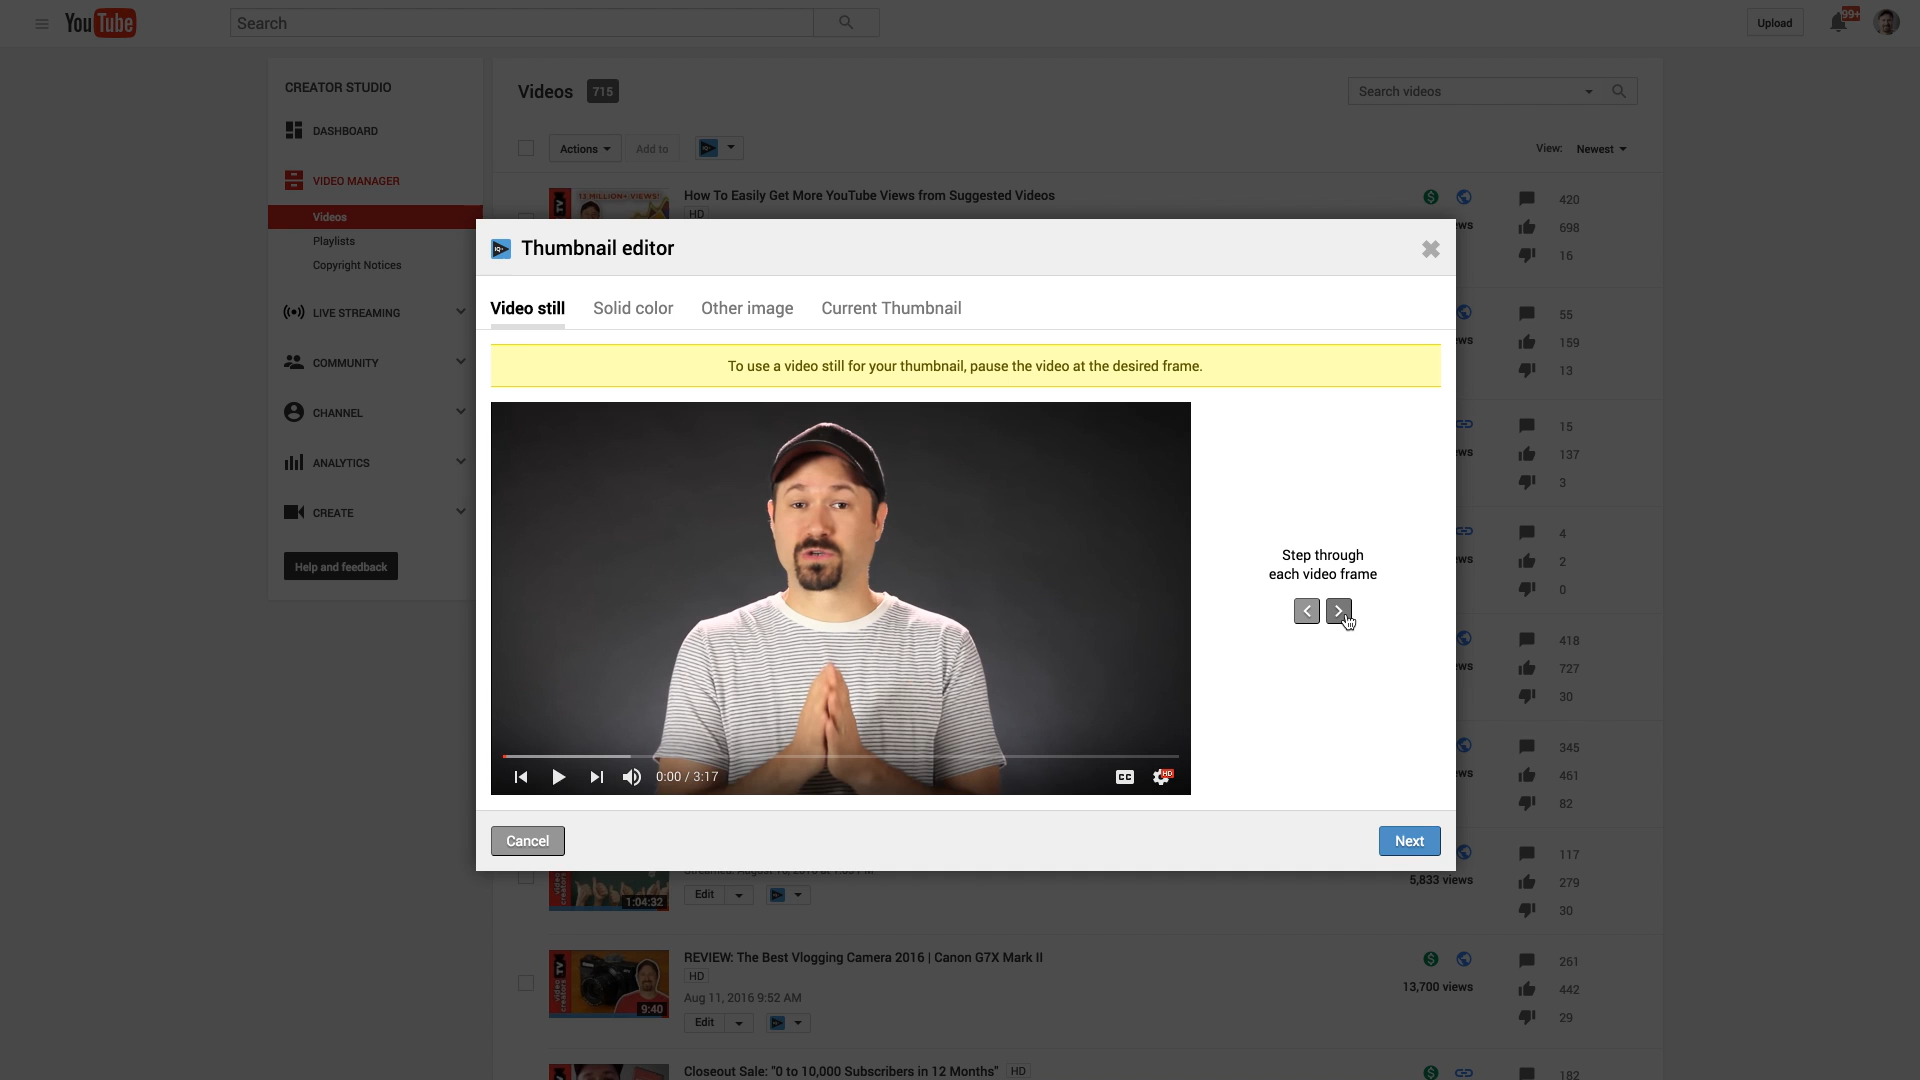 YouTube
Search
Upload
99+
CREATOR STUDIO
DASHBOARD
VIDEO MANAGER
Videos
Playlists
Copyright Notices
LIVE STREAMING
COMMUNITY
CHANNEL
ANALYTICS
CREATE
Help and feedback
Videos 715
Search videos
Actions
Add to
View: Newest
How To Easily Get More YouTube Views from Suggested Videos
HD
420
698
16
Thumbnail editor
Video still
Solid color
Other image
Current Thumbnail
To use a video still for your thumbnail, pause the video at the desired frame.
Step through
each video frame
0:00 / 3:17
CC
HD
Cancel
Next
55
159
13
15
137
3
4
2
0
418
727
30
345
461
82
1:04:32
Edit
5,833 views
117
279
30
REVIEW: The Best Vlogging Camera 2016 | Canon G7X Mark II
HD
Aug 11, 2016 9:52 AM
9:40
Edit
13,700 views
261
442
29
Closeout Sale: "0 to 10,000 Subscribers in 12 Months" HD
182